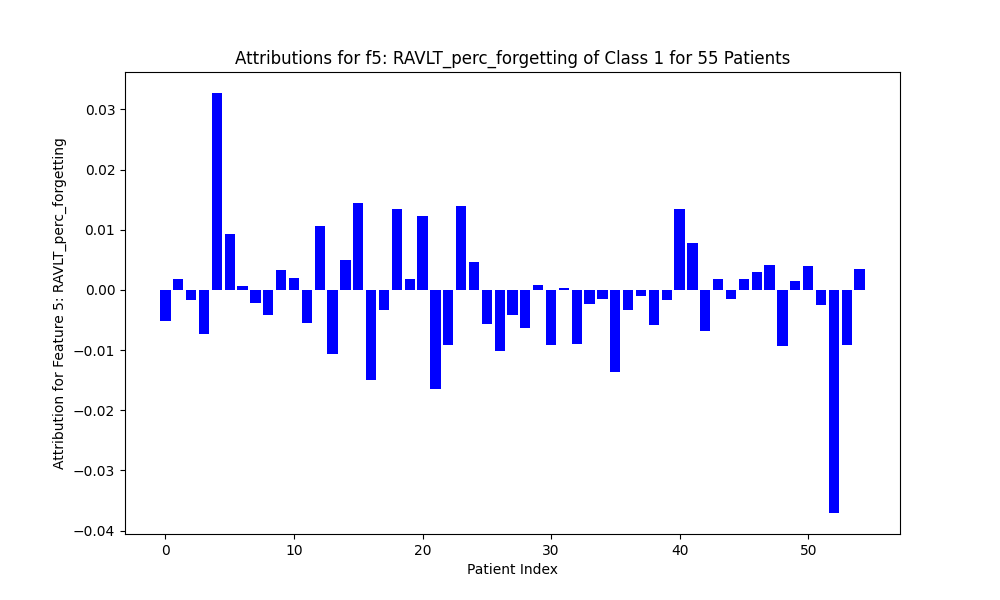 Attributions for f5: RAVLT_perc_forgetting of Class 1 for 55 Patients
Attribution for Feature 5: RAVLT_perc_forgetting
0.03
0.02
0.01
0.00
−0.01
−0.02
−0.03
−0.04
0 10 20 30 40 50
Patient Index